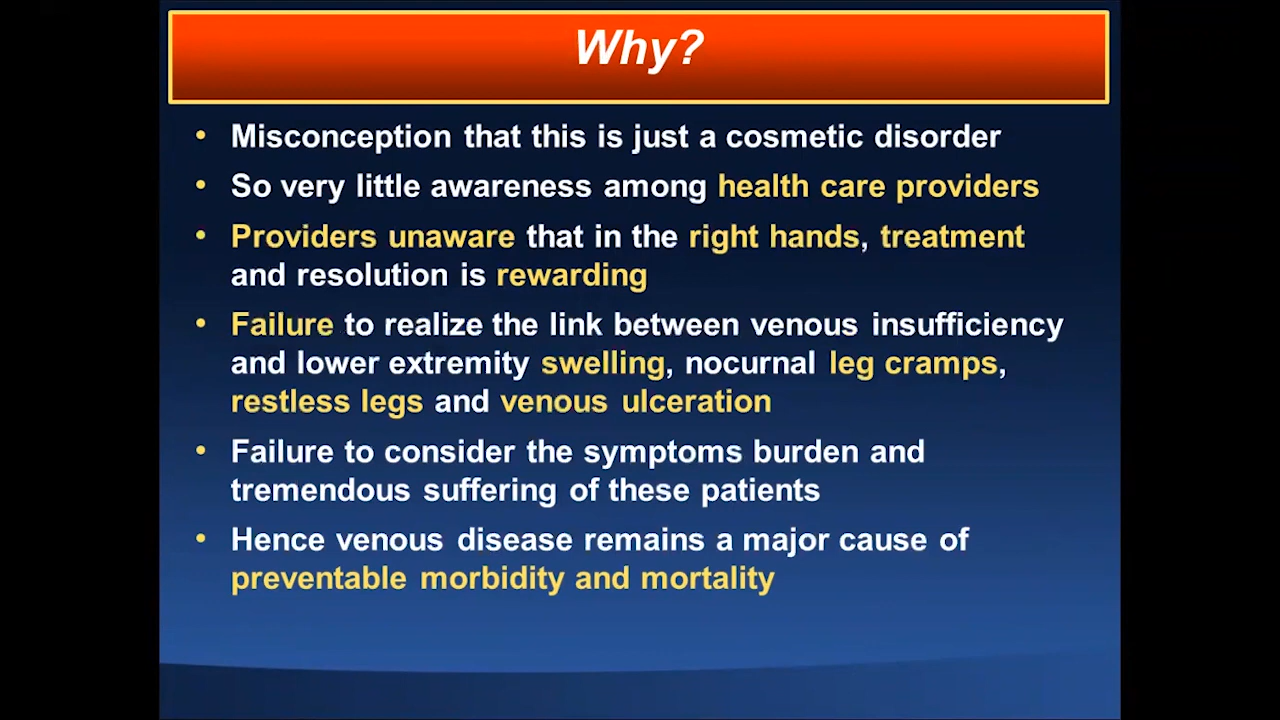 Why?
• Misconception that this is just a cosmetic disorder
• So very little awareness among health care providers
• Providers unaware that in the right hands, treatment
and resolution is rewarding
• Failure to realize the link between venous insufficiency
and lower extremity swelling, nocurnal leg cramps,
restless legs and venous ulceration
• Failure to consider the symptoms burden and
tremendous suffering of these patients
• Hence venous disease remains a major cause of
preventable morbidity and mortality